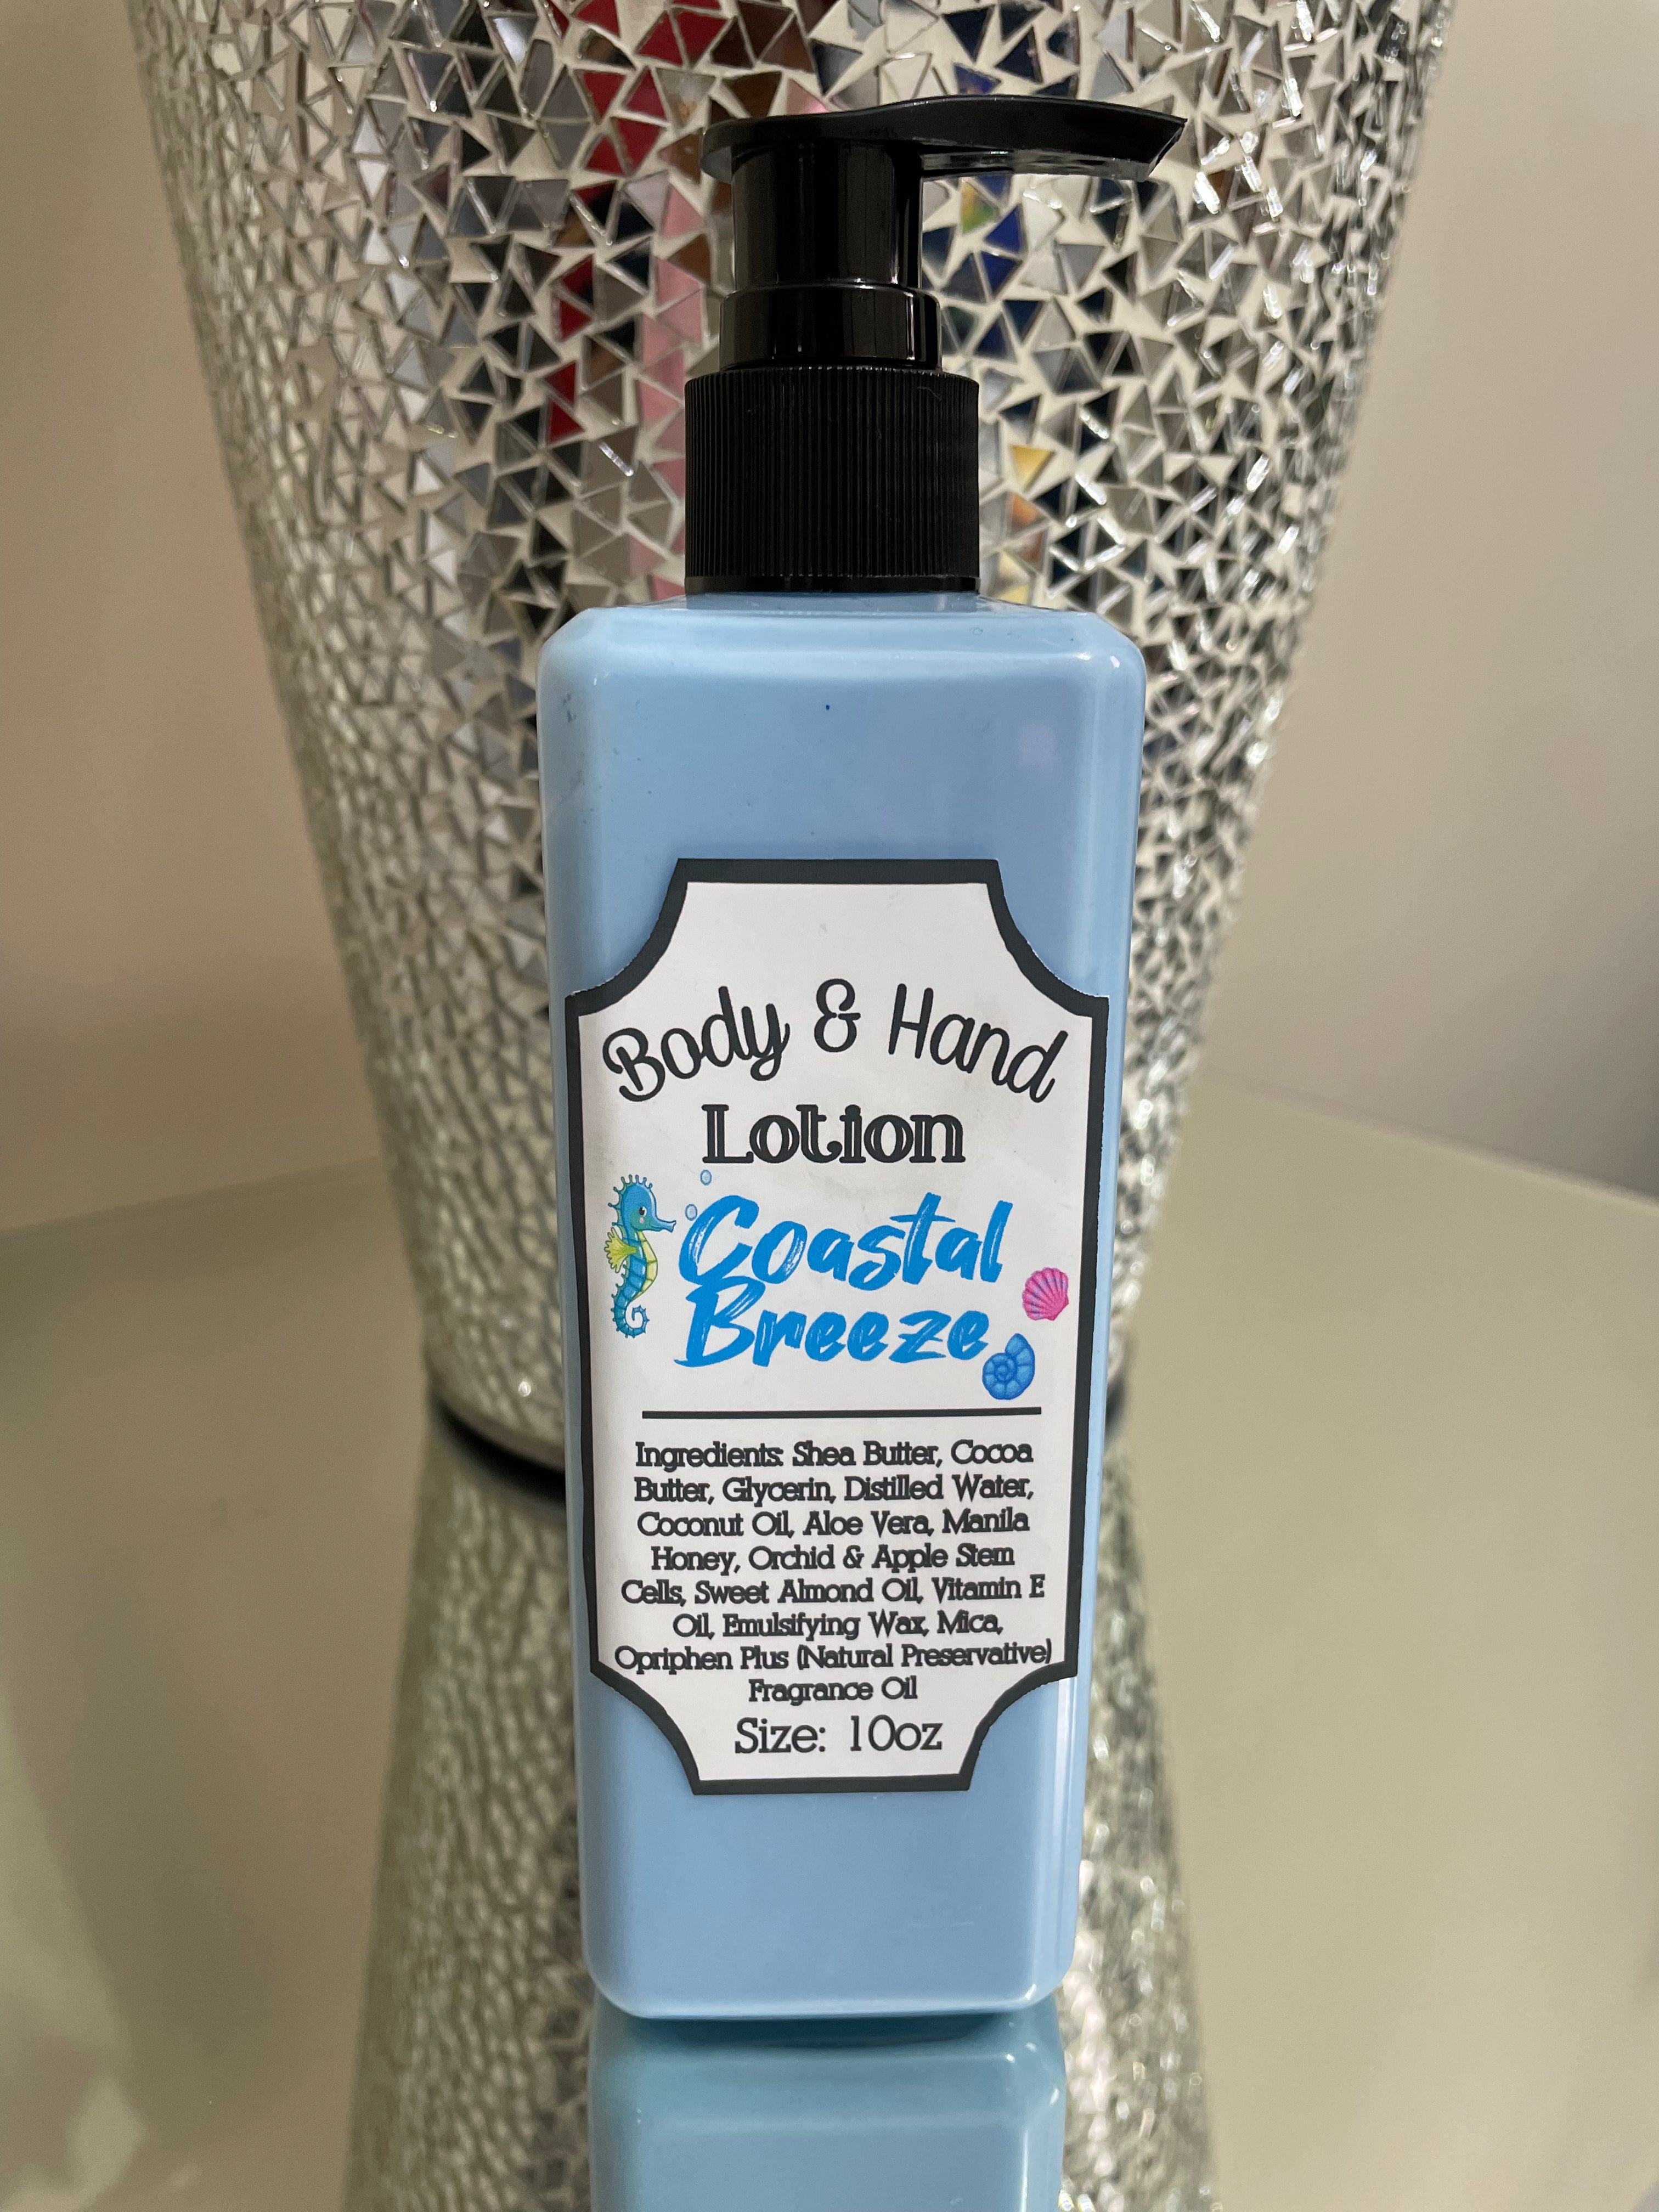 Body & Hand
Lotion
Coastal
Breeze
Ingredients: Shea Butter, Cocoa
Butter, Glycerin, Distilled Water,
Coconut Oil, Aloe Vera, Manila
Honey, Orchid & Apple Stem
Cells, Sweet Almond Oil, Vitamin E
Oil, Emulsifying Wax, Mica,
Opriphen Plus (Natural Preservative)
Fragrance Oil
Size: 10oz